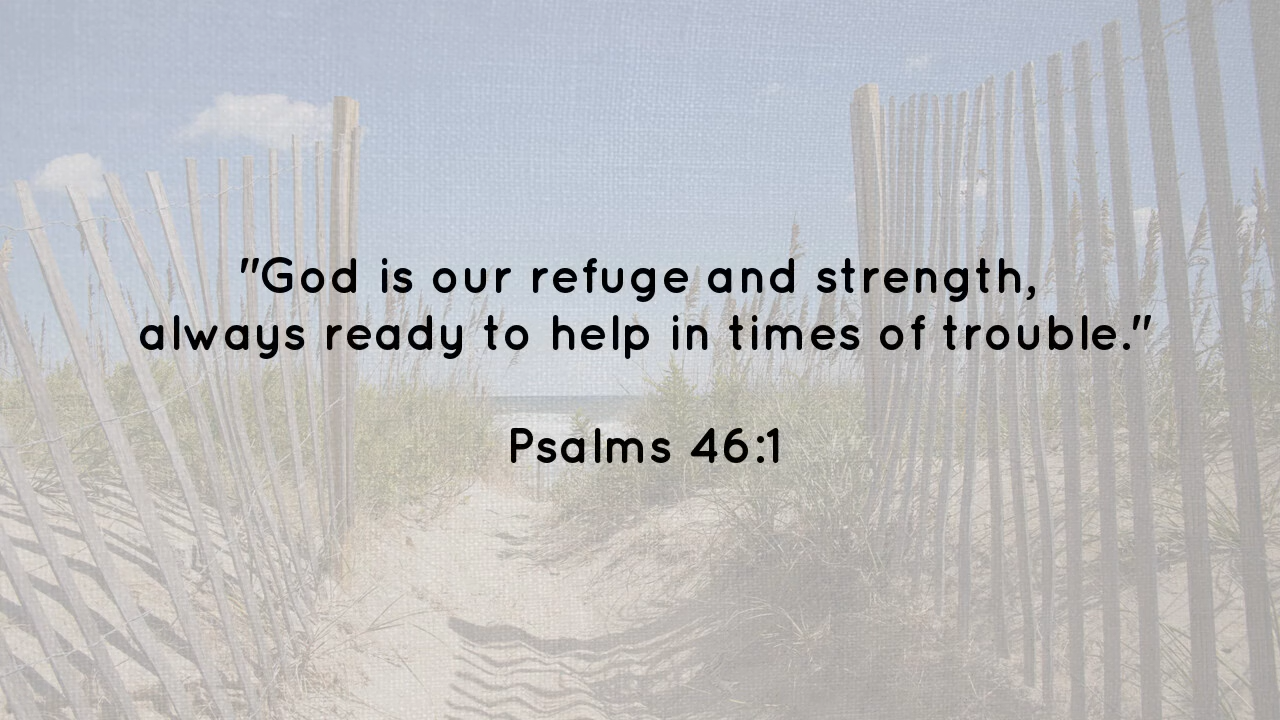 "God is our refuge and strength,
always ready to help in times of trouble."
Psalms 46:1